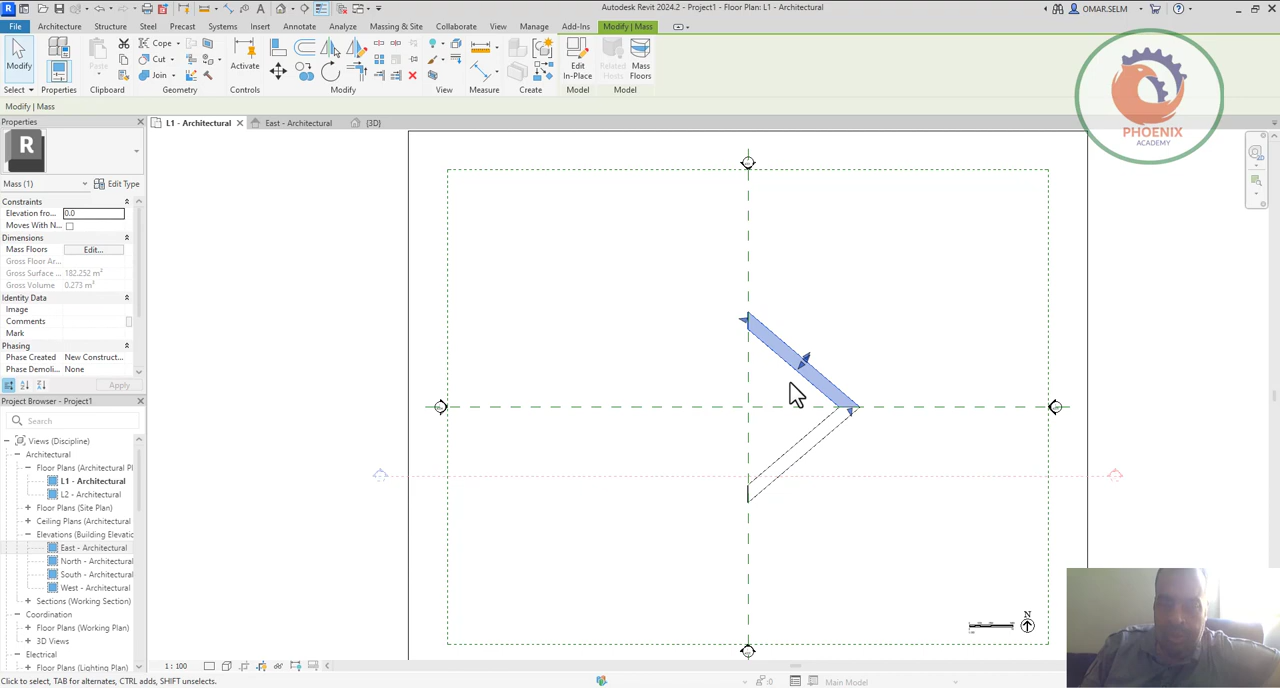 Autodesk Revit 2024.2 - Project1 - Floor Plan: L1 - Architectural
OMAR.SELM
File Architecture Structure Steel Precast Systems Insert Annotate Analyze Massing & Site Collaborate View Manage Add-Ins Modify | Mass
Modify
Select
Properties
Paste
Clipboard
Cope
Cut
Join
Geometry
Activate
Controls
Modify
View
Measure
Create
Edit
In-Place
Model
Related
Hosts
Mass
Floors
Model
Modify | Mass
PHOENIX
ACADEMY
Properties
L1 - Architectural
East - Architectural
{3D}
R
Mass (1)
Edit Type
Constraints
Elevation fro... 0.0
Moves With N...
Dimensions
Mass Floors Edit...
Gross Floor Ar...
Gross Surface ... 182.252 m²
Gross Volume 0.273 m³
Identity Data
Image
Comments
Mark
Phasing
Phase Created New Construct...
Phase Demoli... None
Apply
Project Browser - Project1
Search
Views (Discipline)
Architectural
Floor Plans (Architectural Pl
L1 - Architectural
L2 - Architectural
Floor Plans (Site Plan)
Ceiling Plans (Architectural
Elevations (Building Elevatio
East - Architectural
North - Architectural
South - Architectural
West - Architectural
Sections (Working Section)
Coordination
Floor Plans (Working Plan)
3D Views
Electrical
Floor Plans (Lighting Plan)
N
1 : 100
Click to select, TAB for alternates, CTRL adds, SHIFT unselects.
:0
Main Model